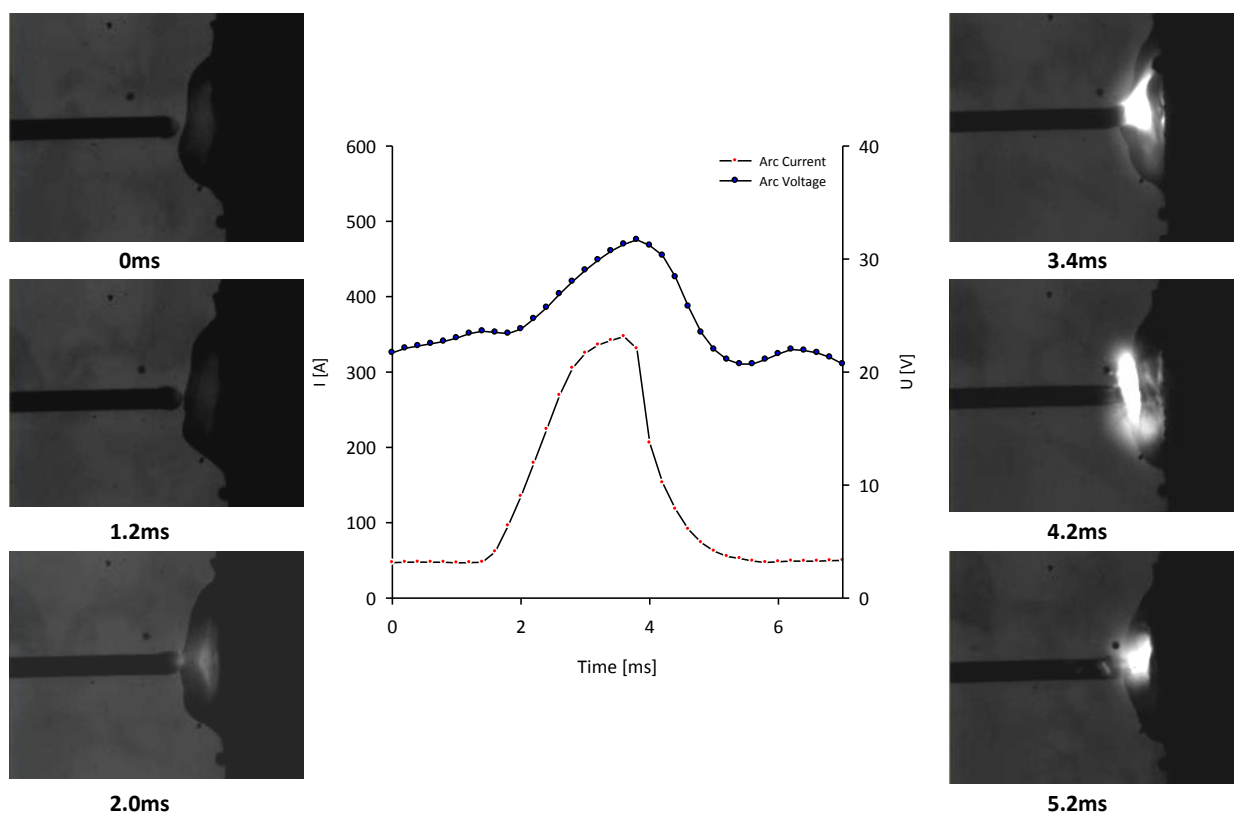 0ms
1.2ms
2.0ms
600
500
400
300
200
100
0
I [A]
Arc Current
Arc Voltage
40
30
20
10
0
U [V]
0 2 4 6
Time [ms]
3.4ms
4.2ms
5.2ms